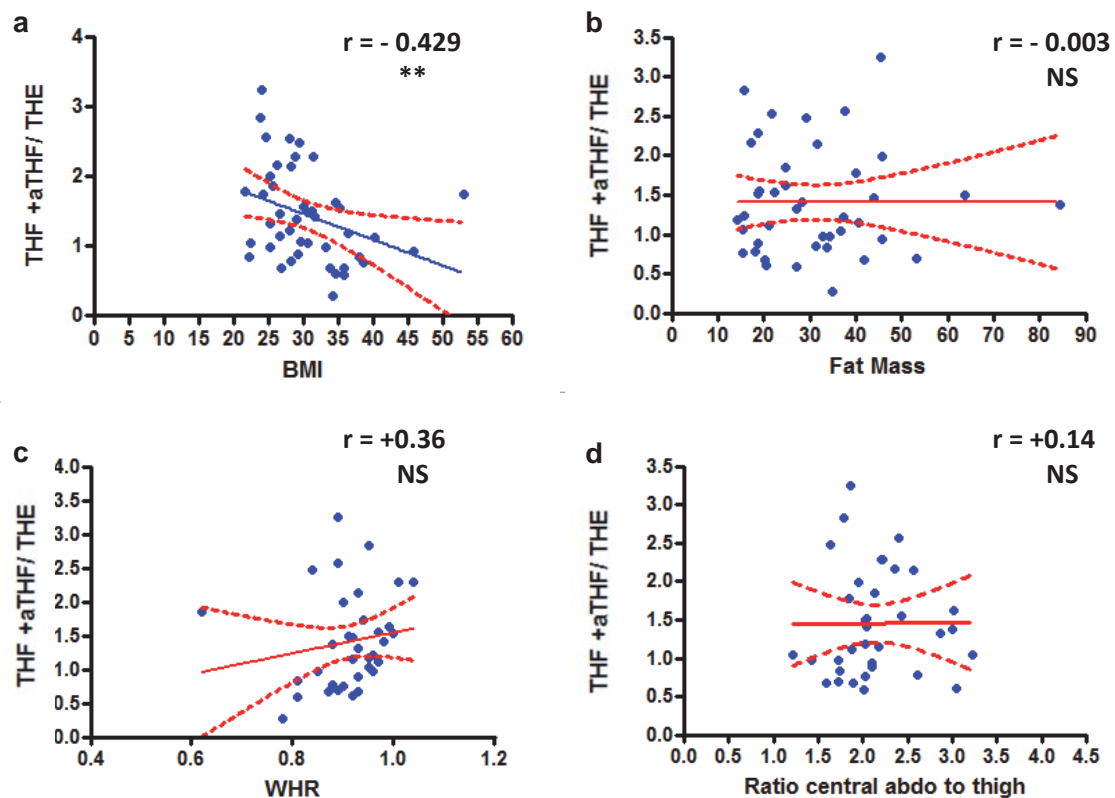 a
r = - 0.429
**
THF +aTHF/ THE
4
3
2
1
0
0 5 10 15 20 25 30 35 40 45 50 55 60
BMI
b
r = - 0.003
NS
THF +aTHF/ THE
3.5
3.0
2.5
2.0
1.5
1.0
0.5
0.0
0 10 20 30 40 50 60 70 80 90
Fat Mass
c
r = +0.36
NS
THF +aTHF/ THE
4.0
3.5
3.0
2.5
2.0
1.5
1.0
0.5
0.0
0.4 0.6 0.8 1.0 1.2
WHR
d
r = +0.14
NS
THF +aTHF/ THE
3.5
3.0
2.5
2.0
1.5
1.0
0.5
0.0
0.0 0.5 1.0 1.5 2.0 2.5 3.0 3.5 4.0 4.5
Ratio central abdo to thigh